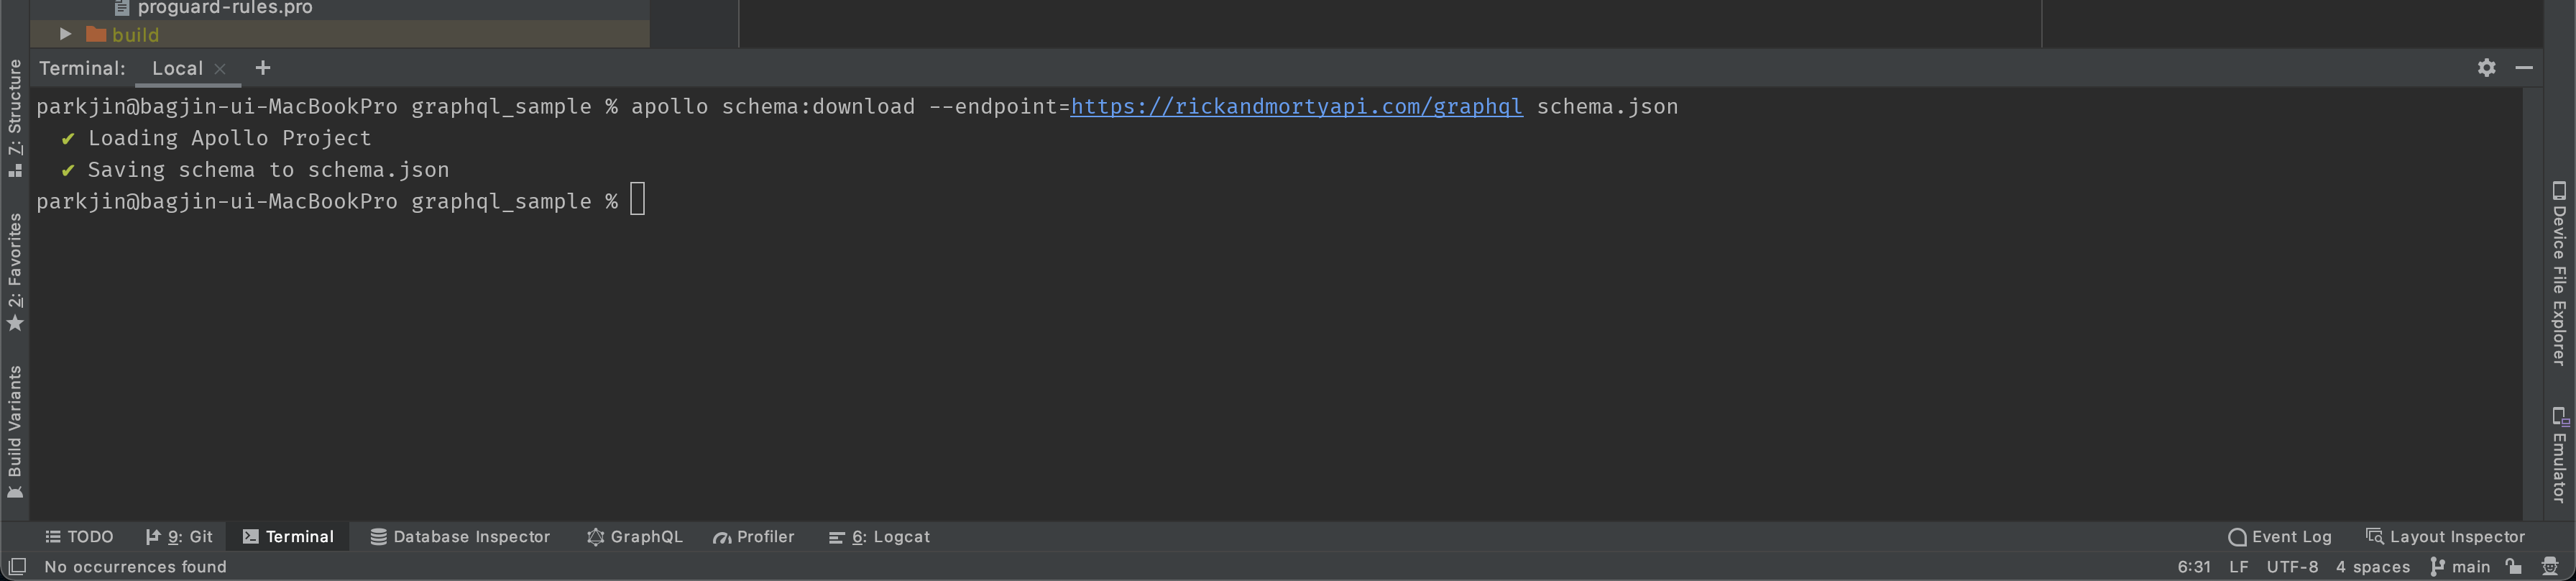 proguard-rules.pro
build
Terminal: Local × +
parkjin@bagjin-ui-MacBookPro graphql_sample % apollo schema:download --endpoint=https://rickandmortyapi.com/graphql schema.json
✔ Loading Apollo Project
✔ Saving schema to schema.json
parkjin@bagjin-ui-MacBookPro graphql_sample %
Z: Structure
2: Favorites
Build Variants
Device File Explorer
Emulator
TODO 9: Git Terminal Database Inspector GraphQL Profiler 6: Logcat Event Log Layout Inspector
No occurrences found 6:31 LF UTF-8 4 spaces main